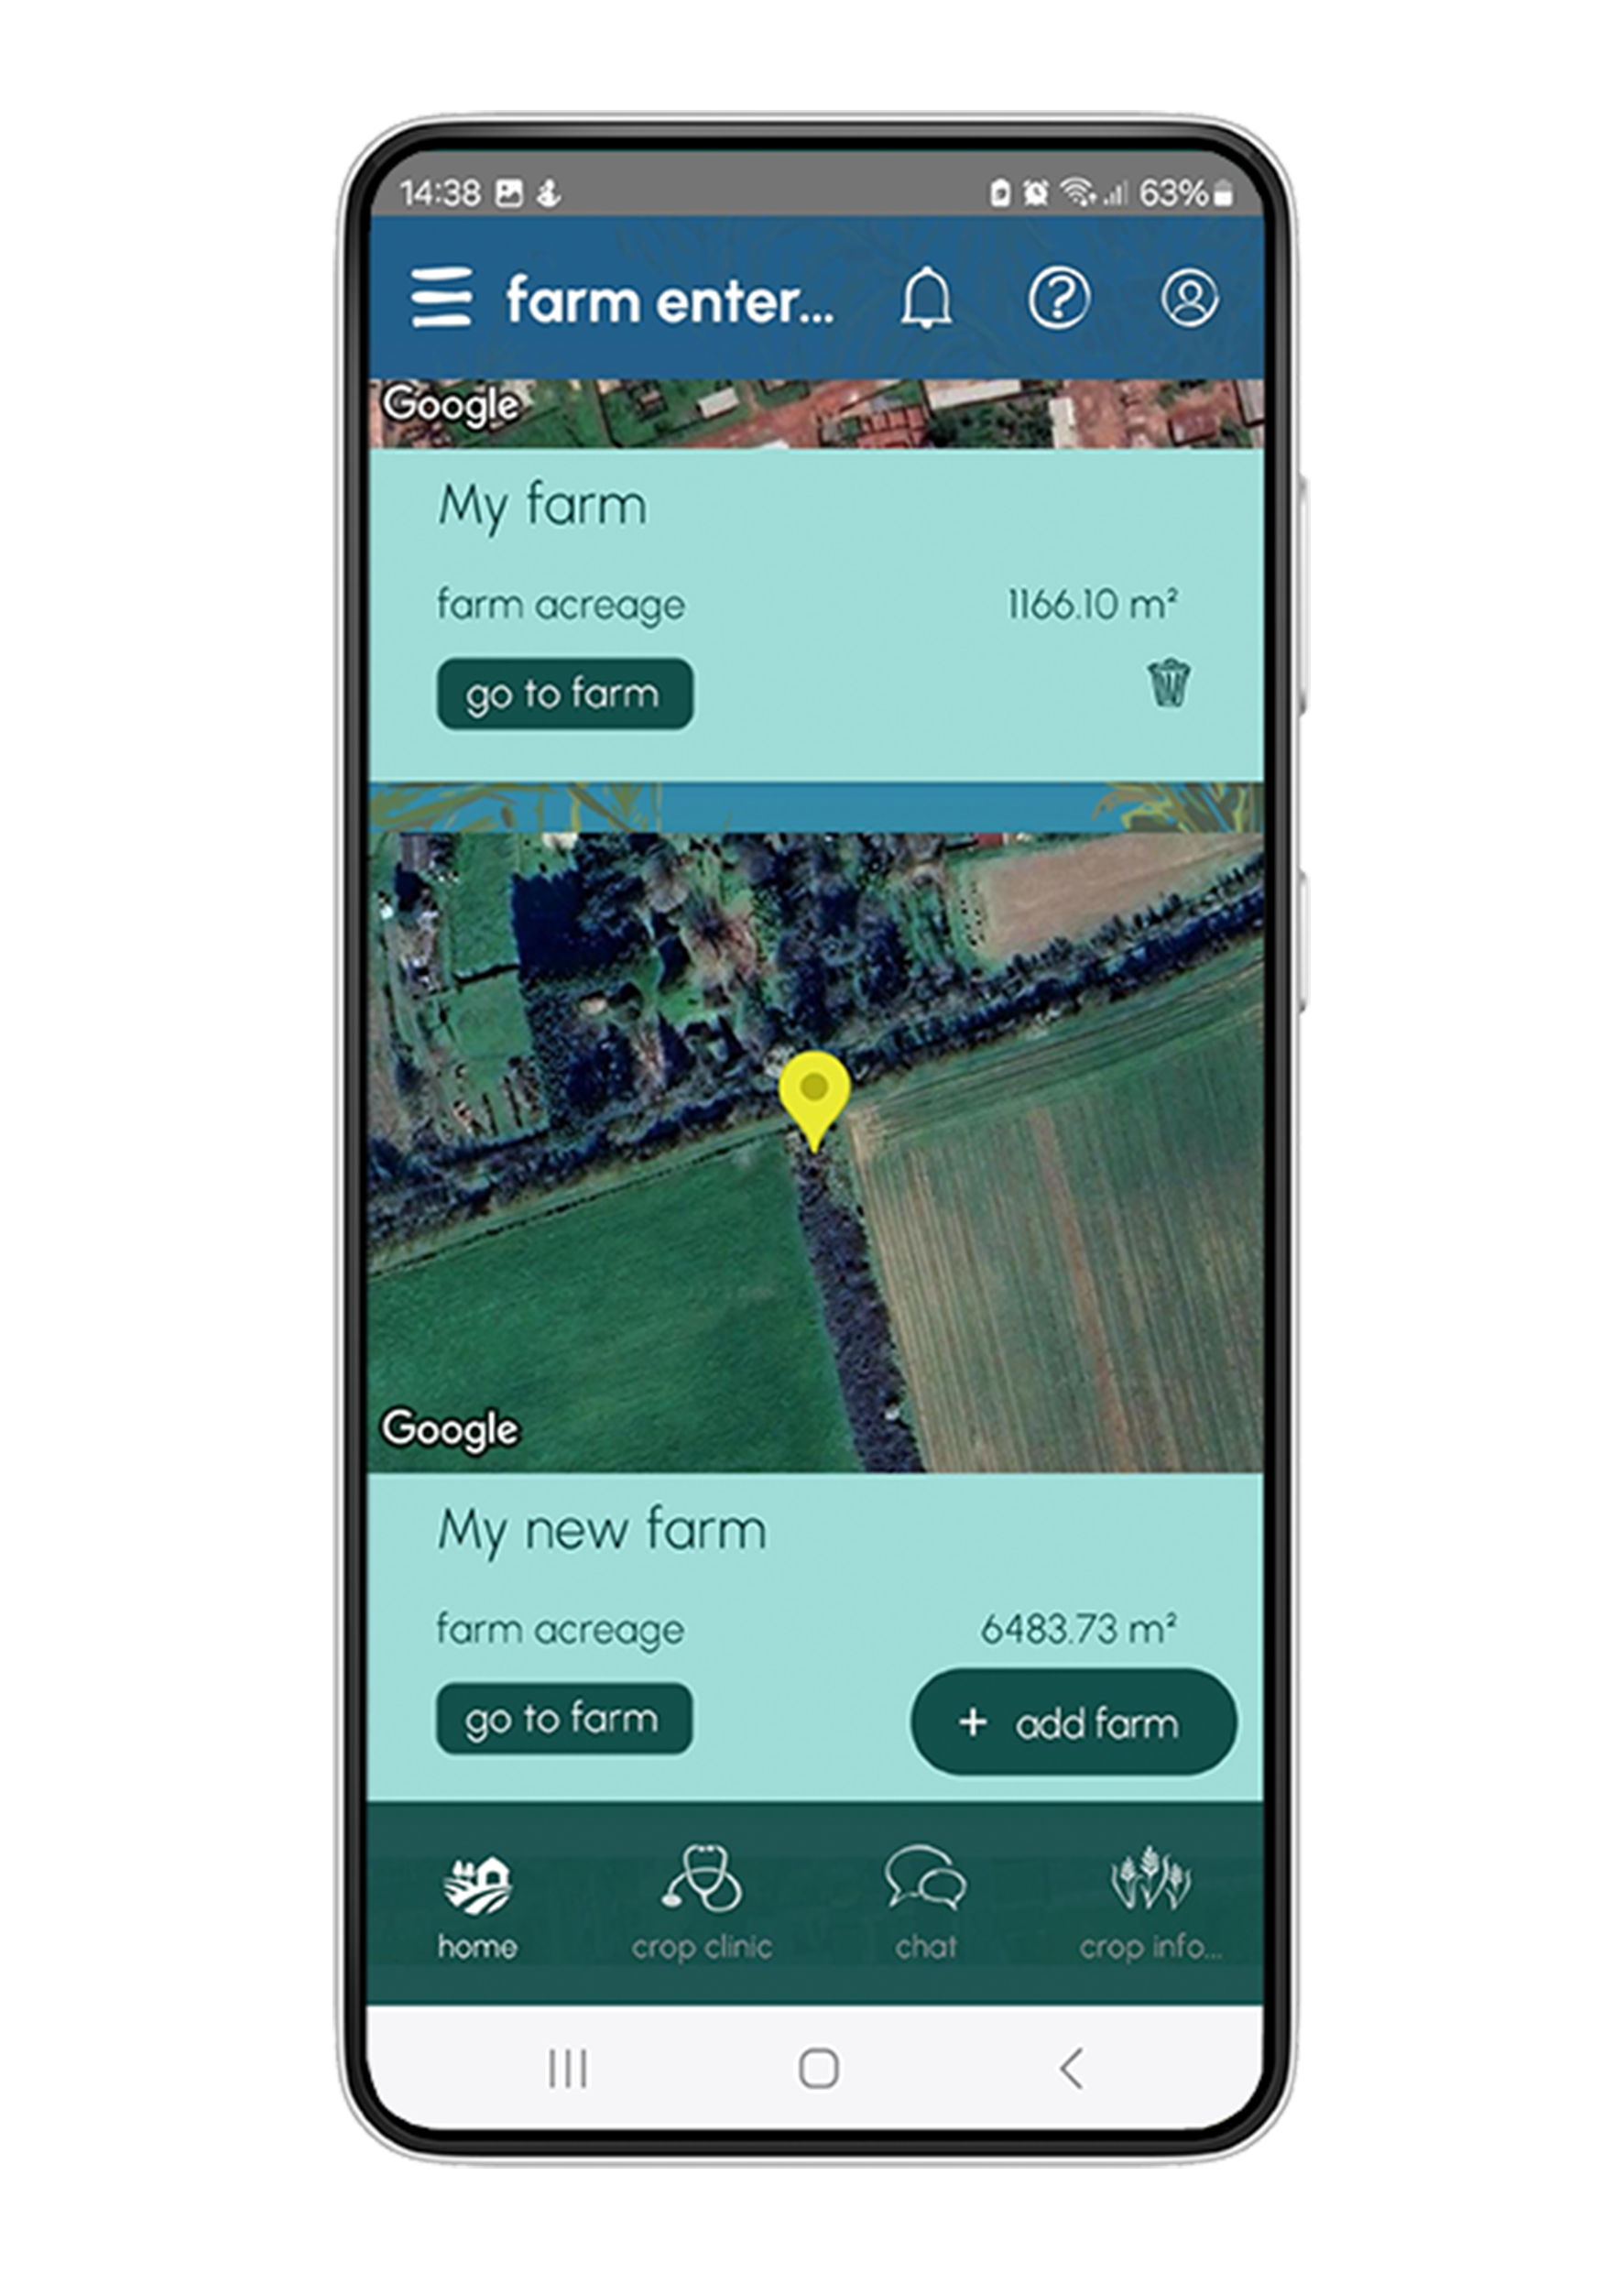 14:38 63%
farm enter...
Google
My farm
farm acreage 1166.10 m²
go to farm
Google
My new farm
farm acreage 6483.73 m²
go to farm + add farm
home crop clinic chat crop info...